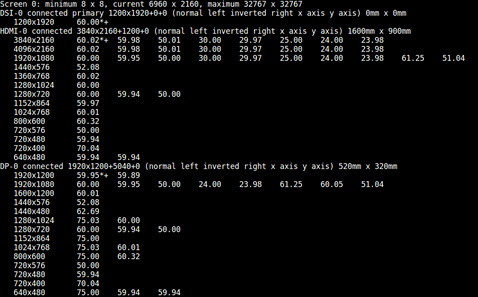 Screen 0: minimum 8 x 8, current 6960 x 2160, maximum 32767 x 32767
DSI-0 connected primary 1200x1920+0+0 (normal left inverted right x axis y axis) 0mm x 0mm
1200x1920 60.00*+
HDMI-0 connected 3840x2160+1200+0 (normal left inverted right x axis y axis) 1600mm x 900mm
3840x2160 60.02*+ 59.98 50.01 30.00 29.97 25.00 24.00 23.98
4096x2160 60.02 59.98 50.01 30.00 29.97 25.00 24.00 23.98
1920x1080 60.00 59.95 50.00 30.00 29.97 25.00 24.00 23.98 61.25 51.04
1440x576 52.08
1360x768 60.02
1280x1024 60.00
1280x720 60.00 59.94 50.00
1152x864 59.97
1024x768 60.01
800x600 60.32
720x576 50.00
720x480 59.94
720x400 70.04
640x480 59.94 59.94
DP-0 connected 1920x1200+5040+0 (normal left inverted right x axis y axis) 520mm x 320mm
1920x1200 59.95*+ 59.89
1920x1080 60.00 59.95 50.00 24.00 23.98 61.25 60.05 51.04
1600x1200 60.01
1440x576 52.08
1440x480 62.69
1280x1024 75.03 60.00
1280x720 60.00 59.94 50.00
1152x864 75.00
1024x768 75.03 60.01
800x600 75.00 60.32
720x576 50.00
720x480 59.94
720x400 70.04
640x480 75.00 59.94 59.94